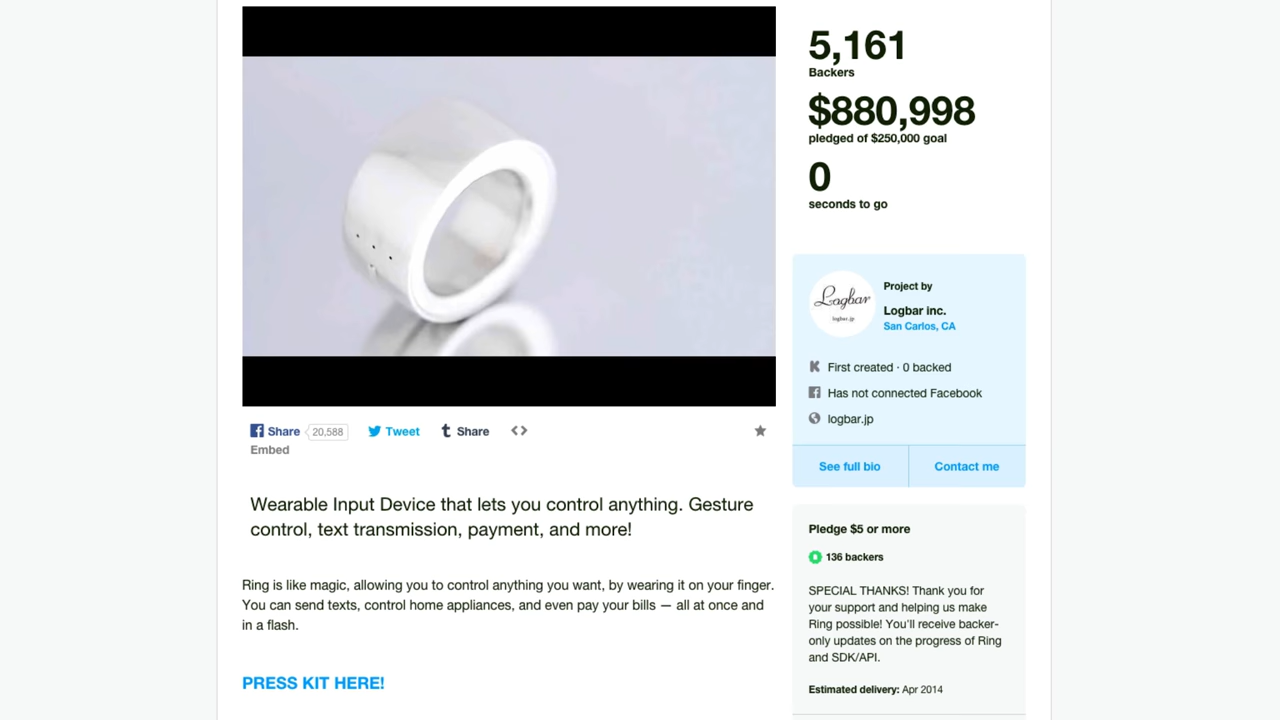 5,161
Backers
$880,998
pledged of $250,000 goal
0
seconds to go
Logbar
logbar.jp
Project by
Logbar inc.
San Carlos, CA
First created · 0 backed
Has not connected Facebook
logbar.jp
See full bio
Contact me
Share 20,588 Tweet Share <>
Embed
Wearable Input Device that lets you control anything. Gesture
control, text transmission, payment, and more!
Ring is like magic, allowing you to control anything you want, by wearing it on your finger.
You can send texts, control home appliances, and even pay your bills — all at once and
in a flash.
PRESS KIT HERE!
Pledge $5 or more
136 backers
SPECIAL THANKS! Thank you for
your support and helping us make
Ring possible! You'll receive backer-
only updates on the progress of Ring
and SDK/API.
Estimated delivery: Apr 2014